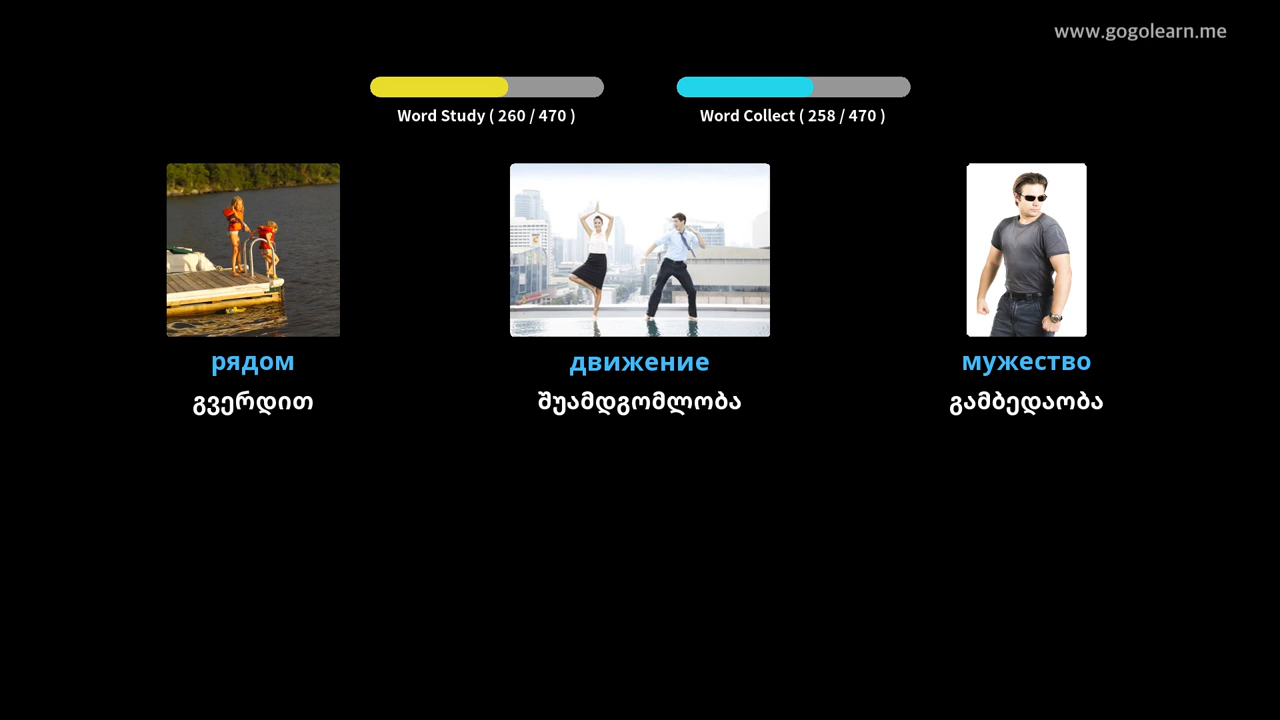 www.gogolearn.me
Word Study ( 260 / 470 )
Word Collect ( 258 / 470 )
рядом
движение
мужество
გვერდით
შუამდგომლობა
გამბედაობა